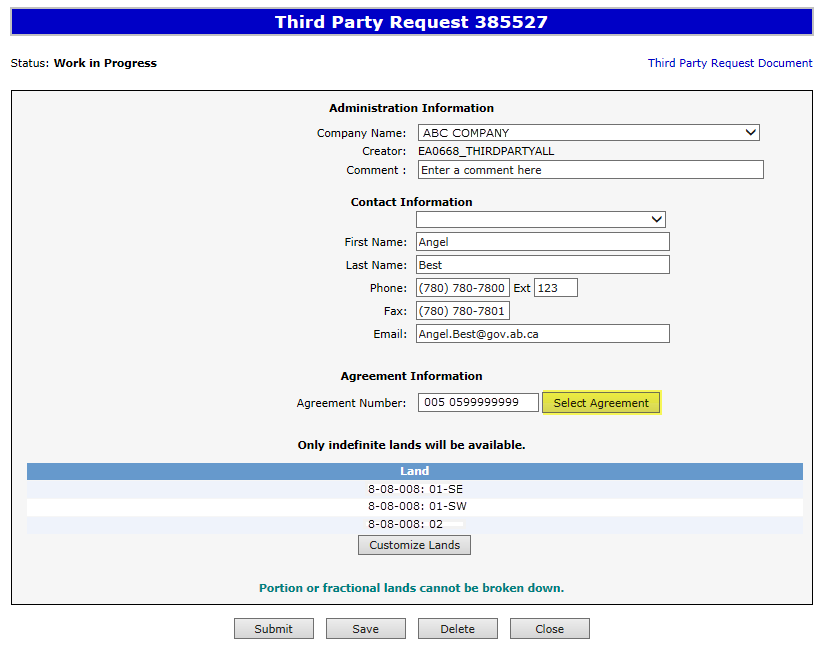 Third Party Request 385527
Status: Work in Progress Third Party Request Document
Administration Information
Company Name: ABC COMPANY
Creator: EA0668_THIRDPARTYALL
Comment : Enter a comment here
Contact Information
First Name: Angel
Last Name: Best
Phone: (780) 780-7800 Ext 123
Fax: (780) 780-7801
Email: Angel.Best@gov.ab.ca
Agreement Information
Agreement Number: 005 0599999999 Select Agreement
Only indefinite lands will be available.
Land
8-08-008: 01-SE
8-08-008: 01-SW
8-08-008: 02
Customize Lands
Portion or fractional lands cannot be broken down.
Submit Save Delete Close